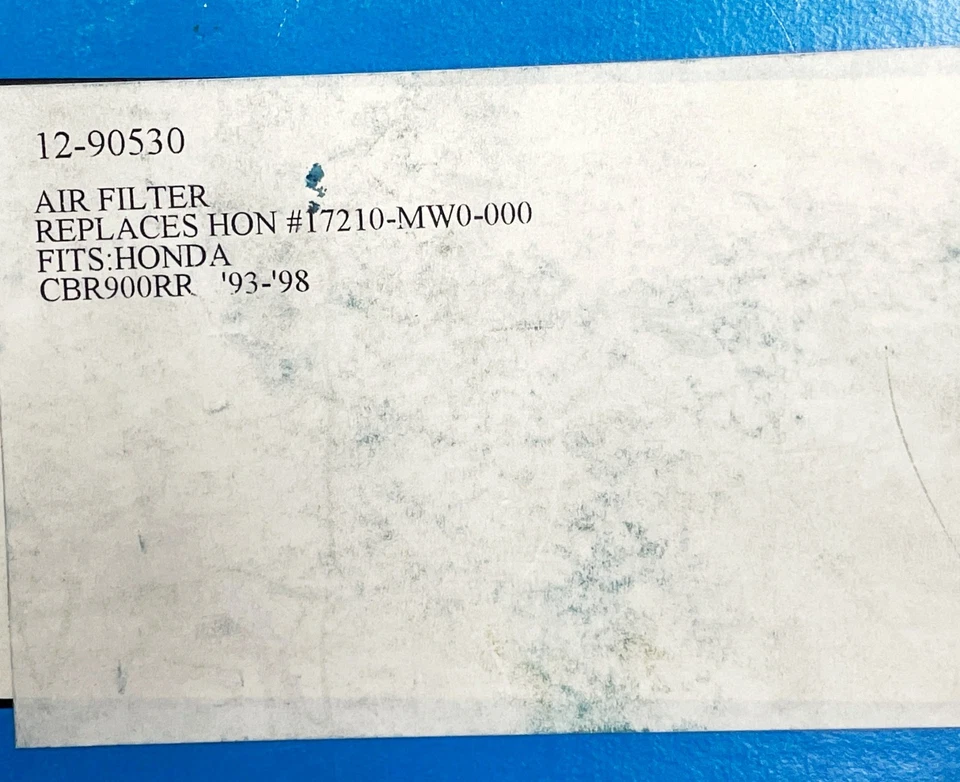 12-90530
AIR FILTER
REPLACES HON #17210-MW0-000
FITS:HONDA
CBR900RR '93-'98